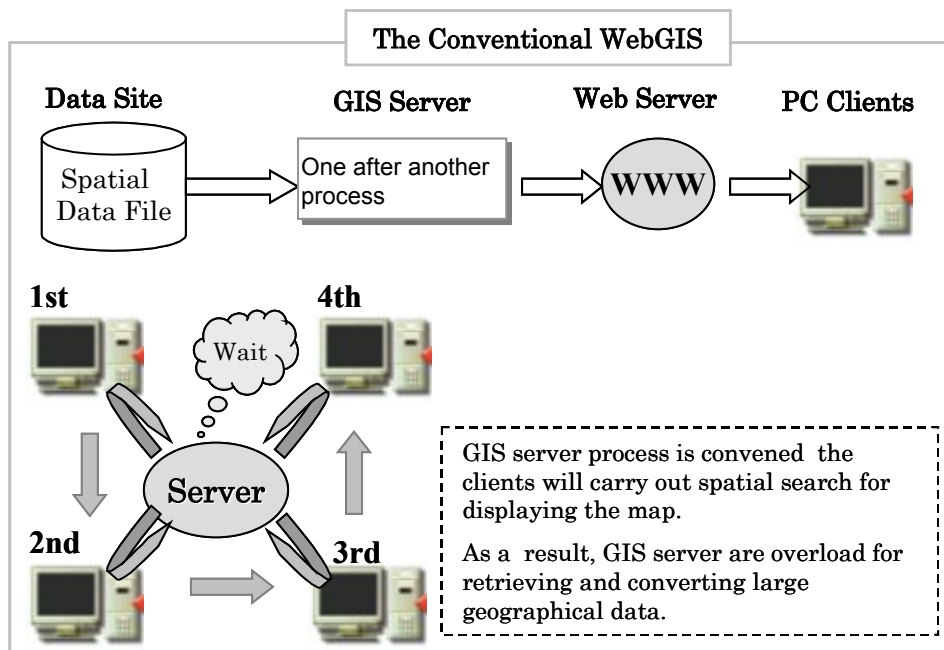 The Conventional WebGIS
Data Site
GIS Server
Web Server
PC Clients
Spatial
Data File
One after another
process
WWW
1st
4th
Wait
Server
2nd
3rd
GIS server process is convened the
clients will carry out spatial search for
displaying the map.
As a result, GIS server are overload for
retrieving and converting large
geographical data.